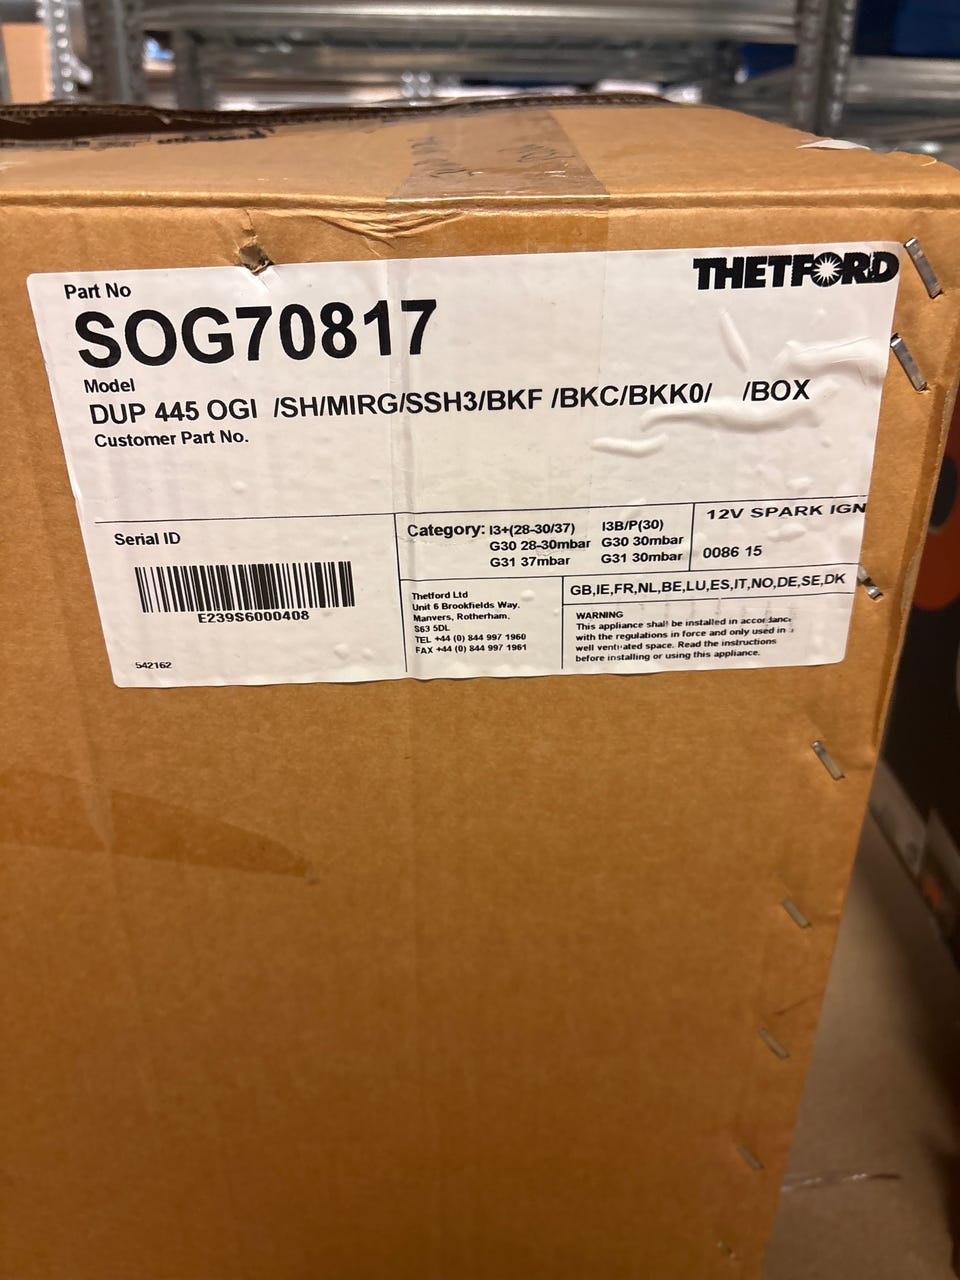 THETFORD
Part No
SOG70817
Model
DUP 445 OGI /SH/MIRG/SSH3/BKF /BKC/BKK0/ /BOX
Customer Part No.
Serial ID
E239S6000408
542162
Category: I3+(28-30/37) I3B/P(30)
G30 28-30mbar G30 30mbar
G31 37mbar G31 30mbar
12V SPARK IGN
0086 15
Thetford Ltd
Unit 6 Brookfields Way.
Manvers, Rotherham.
S63 5DL
TEL +44 (0) 844 997 1960
FAX +44 (0) 844 997 1961
GB,IE,FR,NL,BE,LU,ES,IT,NO,DE,SE,DK
WARNING
This appliance shall be installed in accordance
with the regulations in force and only used in a
well ventilated space. Read the instructions
before installing or using this appliance.